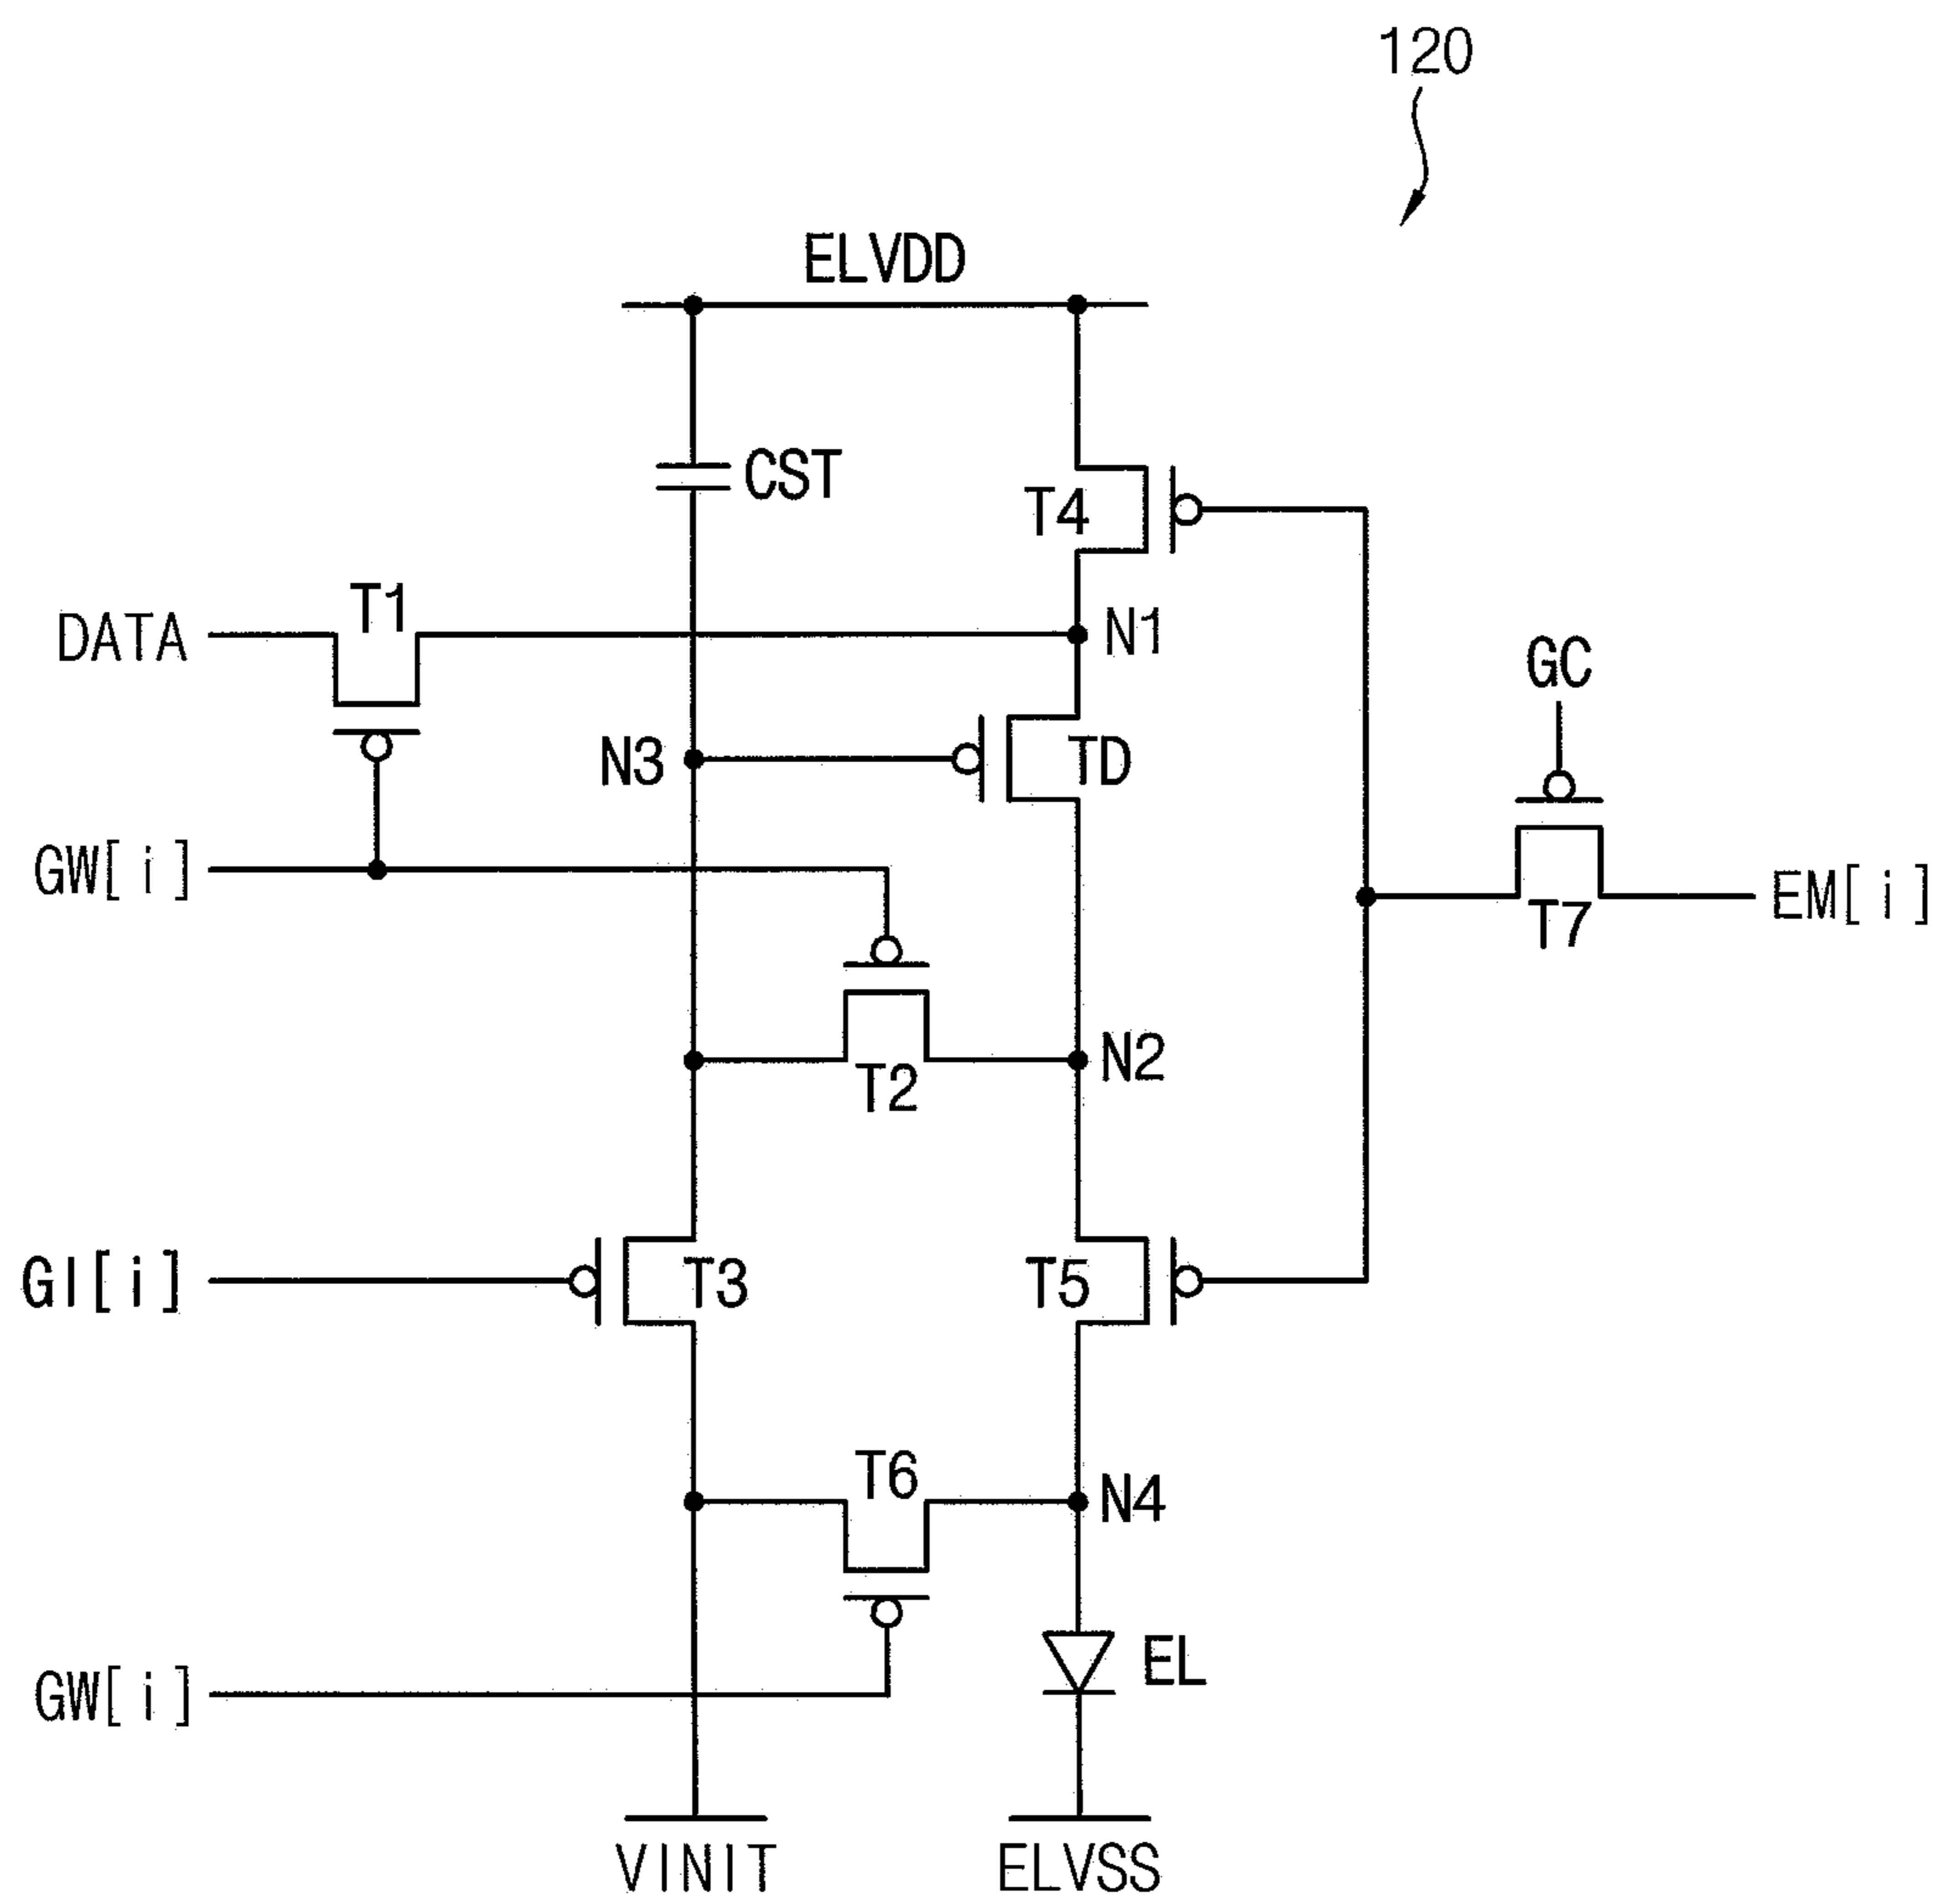 120
ELVDD
CST
T4
T1
DATA
N1
GC
N3
TD
GW[i]
EM[i]
T7
N2
T2
GI[i]
T3
T5
T6
N4
EL
GW[i]
VINIT
ELVSS